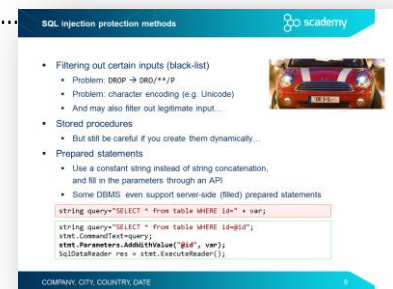 SQL injection protection methods
scademy
Filtering out certain inputs (black-list)
Problem: DROP → DRO/**/P
Problem: character encoding (e.g. Unicode)
And may also filter out legitimate input…
Stored procedures
But still be careful if you create them dynamically…
Prepared statements
Use a constant string instead of string concatenation,
and fill in the parameters through an API
Some DBMS even support server-side (filled) prepared statements
string query="SELECT * from table WHERE id=" + var;
string query="SELECT * from table WHERE id=@id";
stmt.CommandText=query;
stmt.Parameters.AddWithValue("@id", var);
SqlDataReader res = stmt.ExecuteReader();
COMPANY, CITY, COUNTRY, DATE
9